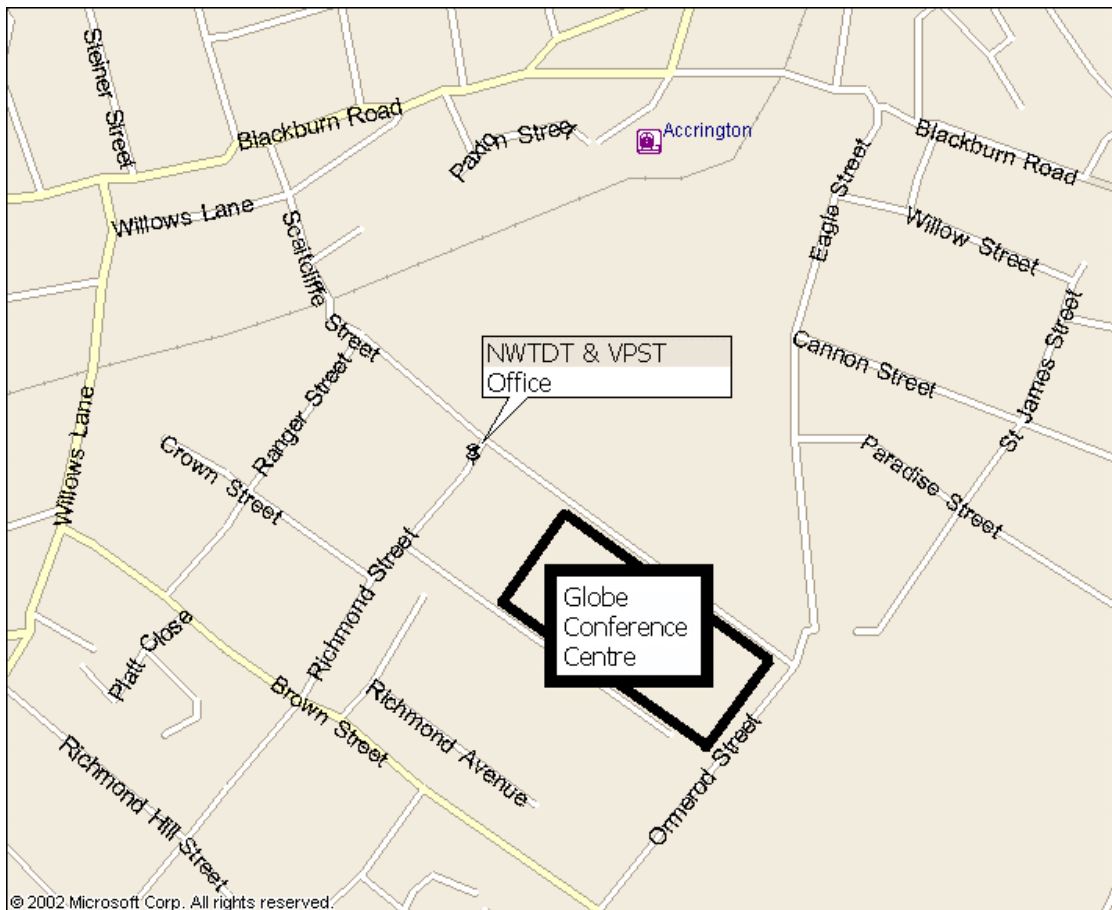 Steiner Street
Blackburn Road
Paxton Street
Accrington
Blackburn Road
Willows Lane
Scaitcliffe Street
Eagle Street
Willow Street
NWTDT & VPST
Office
Cannon Street
St James Street
Ranger Street
Willows Lane
Crown Street
Paradise Street
Richmond Street
Globe
Conference
Centre
Platt Close
Brown Street
Richmond Avenue
Ormerod Street
Richmond Hill Street
© 2002 Microsoft Corp. All rights reserved.